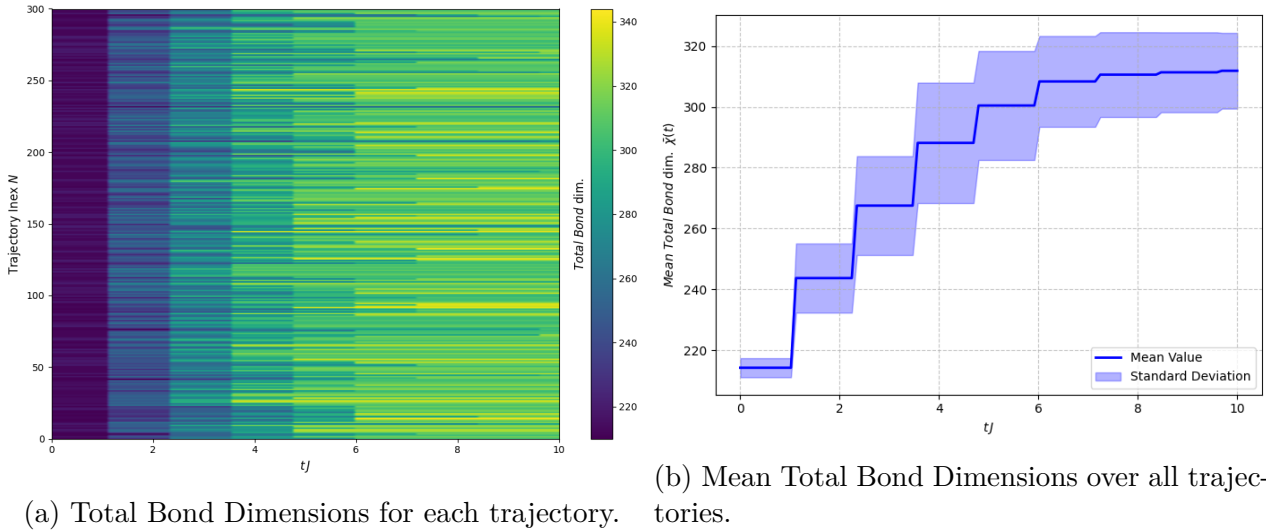 300
250
200
150
100
50
0
Trajectory Inex N
0 2 4 6 8 10
tJ
340
320
300
280
260
240
220
Total Bond dim.
(a) Total Bond Dimensions for each trajectory.
320
300
280
260
240
220
Mean Total Bond dim. χ̄(t)
Mean Value
Standard Deviation
0 2 4 6 8 10
tJ
(b) Mean Total Bond Dimensions over all trajec-
tories.